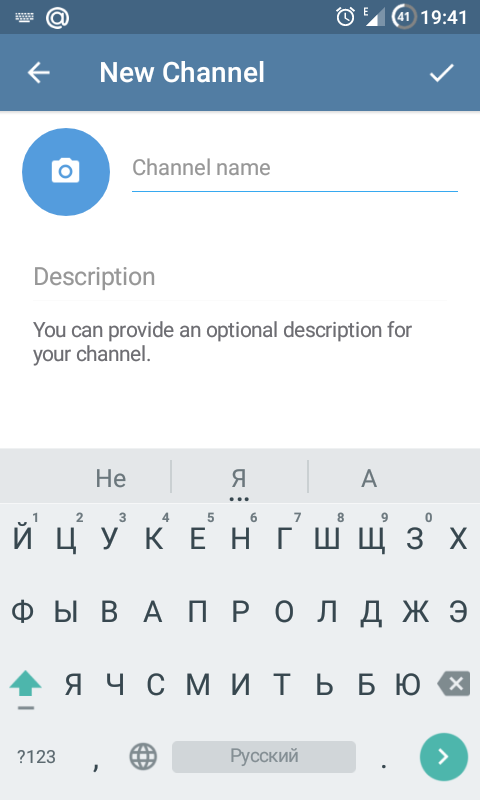 E 41 19:41
New Channel
Channel name
Description
You can provide an optional description for
your channel.
Не Я А
1 2 3 4 5 6 7 8 9 0
Й Ц У К Е Н Г Ш Щ З Х
Ф Ы В А П Р О Л Д Ж Э
Я Ч С М И Т Ь Б Ю
?123 , Русский .